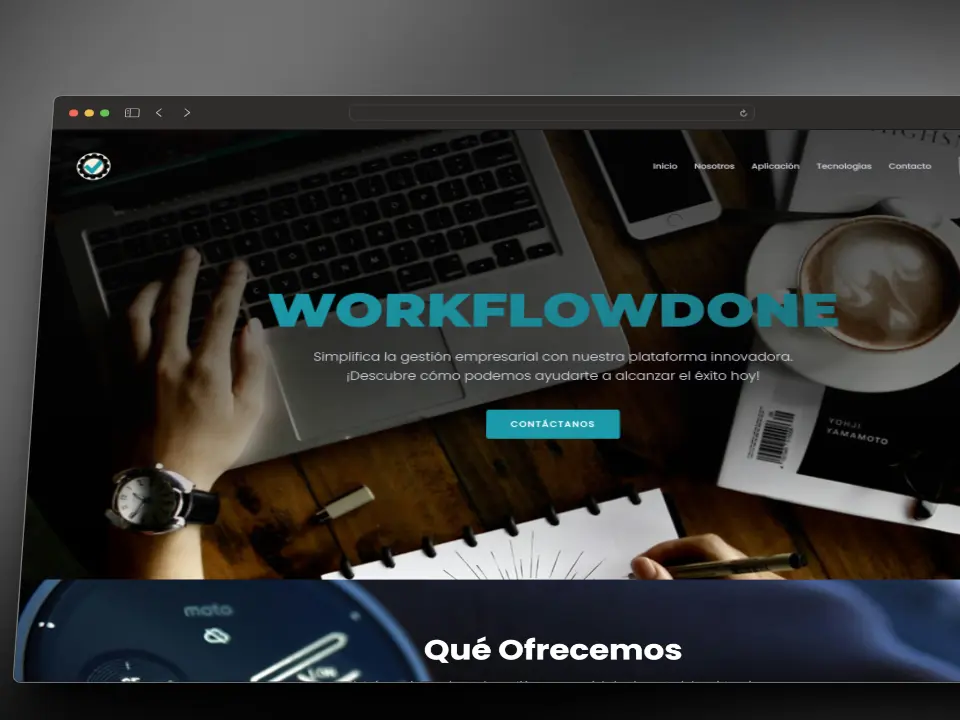 Inicio Nosotros Aplicación Tecnologías Contacto
WORKFLOWDONE
Simplifica la gestión empresarial con nuestra plataforma innovadora.
¡Descubre cómo podemos ayudarte a alcanzar el éxito hoy!
CONTÁCTANOS
YOHJI
YAMAMOTO
moto
Qué Ofrecemos